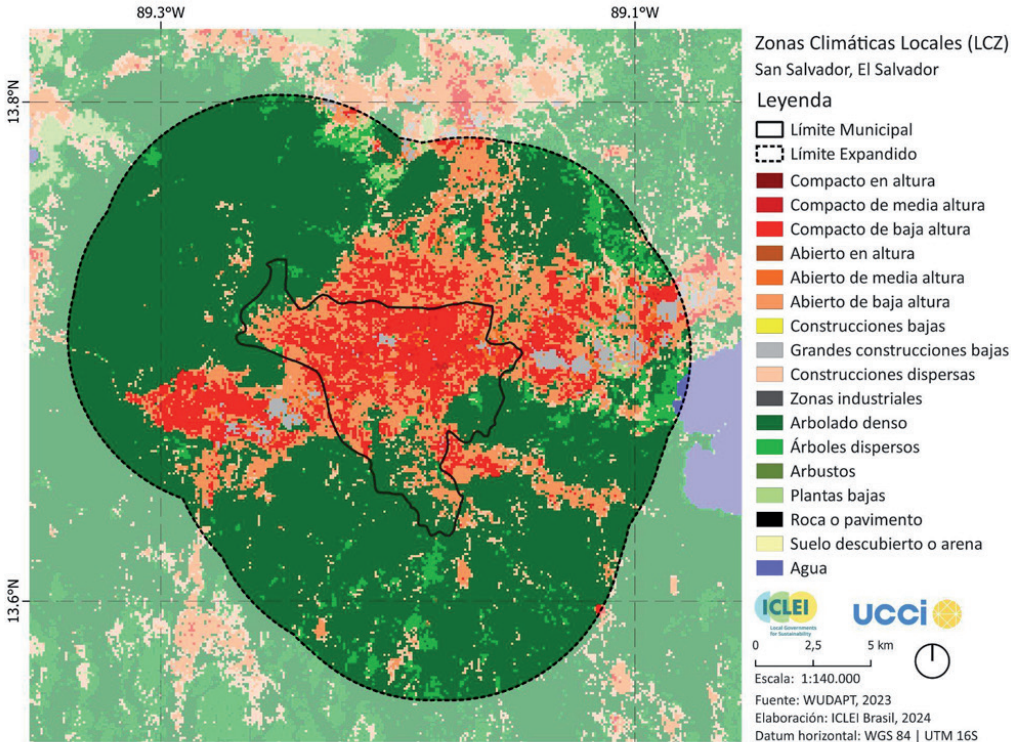 89.3°W
89.1°W
13.8°N
13.6°N
Zonas Climáticas Locales (LCZ)
San Salvador, El Salvador
Leyenda
Límite Municipal
Límite Expandido
Compacto en altura
Compacto de media altura
Compacto de baja altura
Abierto en altura
Abierto de media altura
Abierto de baja altura
Construcciones bajas
Grandes construcciones bajas
Construcciones dispersas
Zonas industriales
Arbolado denso
Árboles dispersos
Arbustos
Plantas bajas
Roca o pavimento
Suelo descubierto o arena
Agua
ICLEI
Local Governments
for Sustainability
ucci
0 2,5 5 km
Escala: 1:140.000
Fuente: WUDAPT, 2023
Elaboración: ICLEI Brasil, 2024
Datum horizontal: WGS 84 | UTM 16S